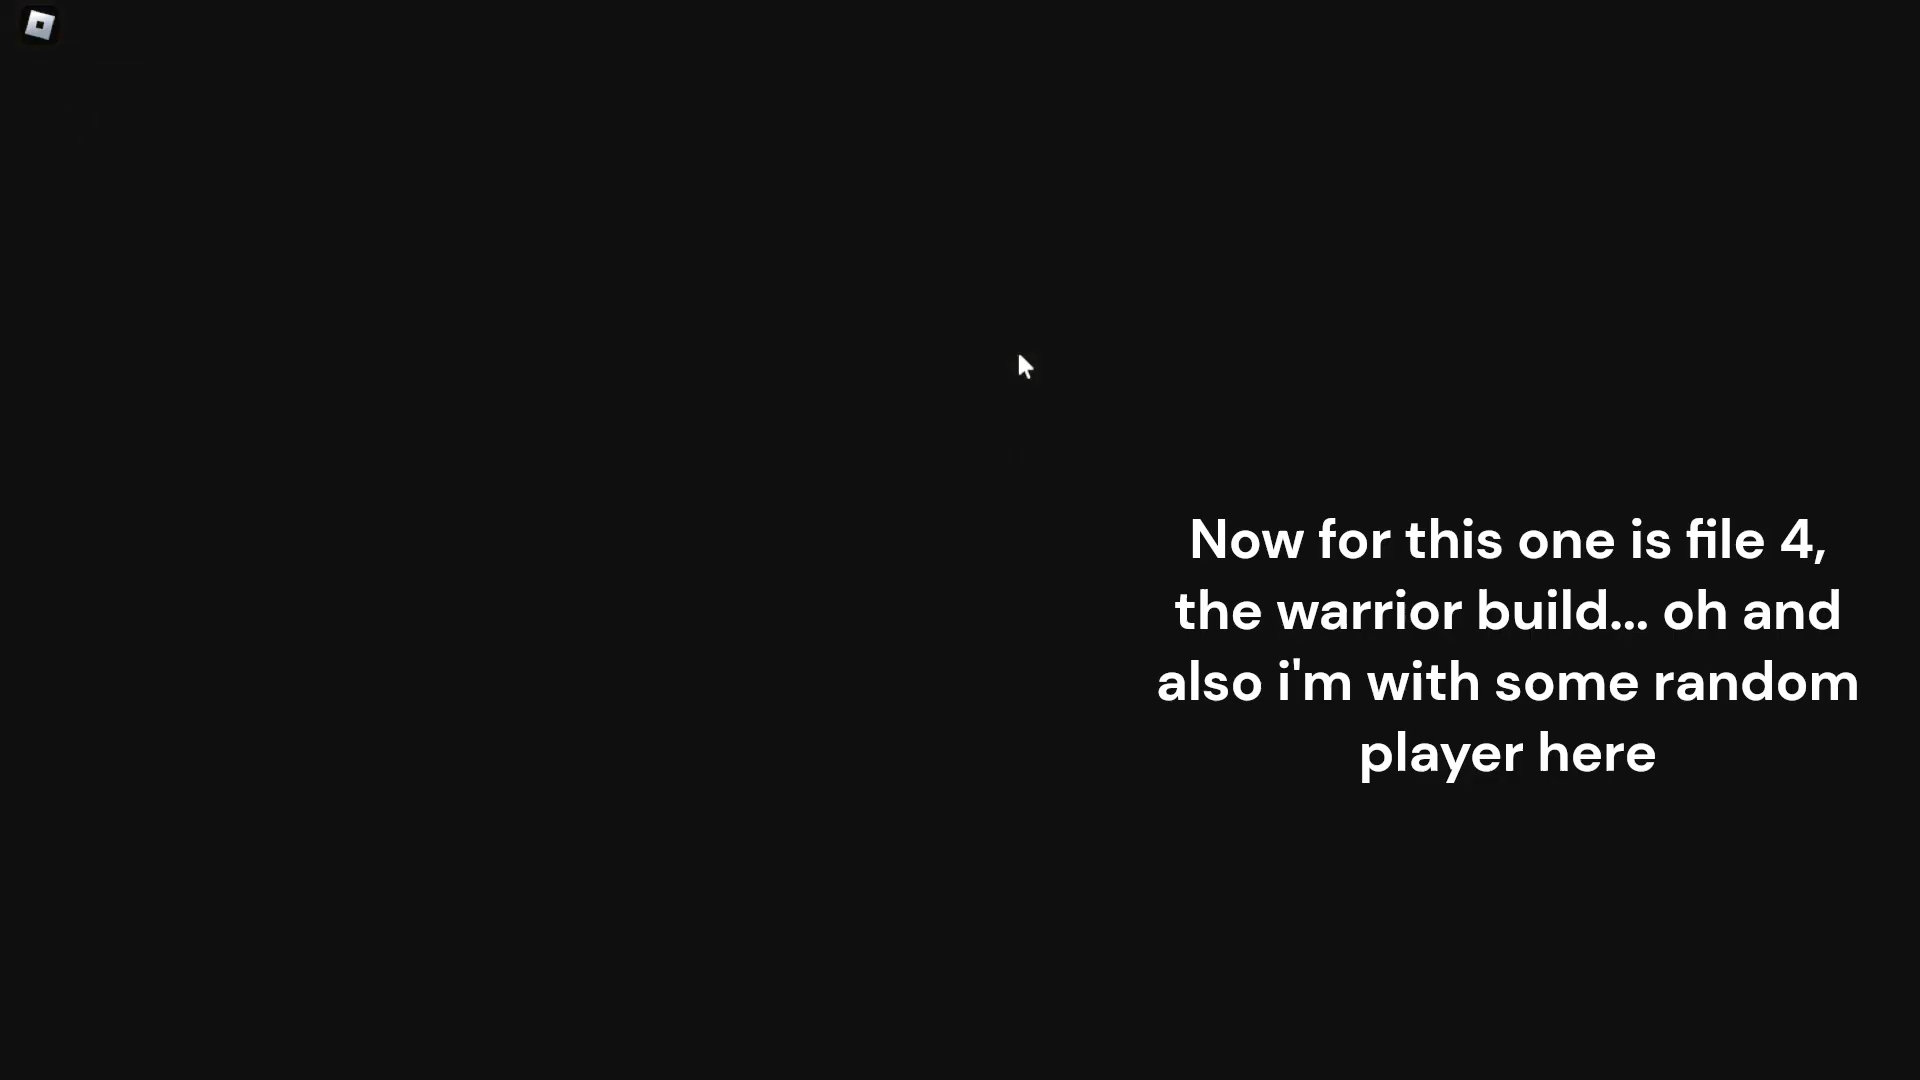 Now for this one is file 4,
the warrior build... oh and
also i'm with some random
player here